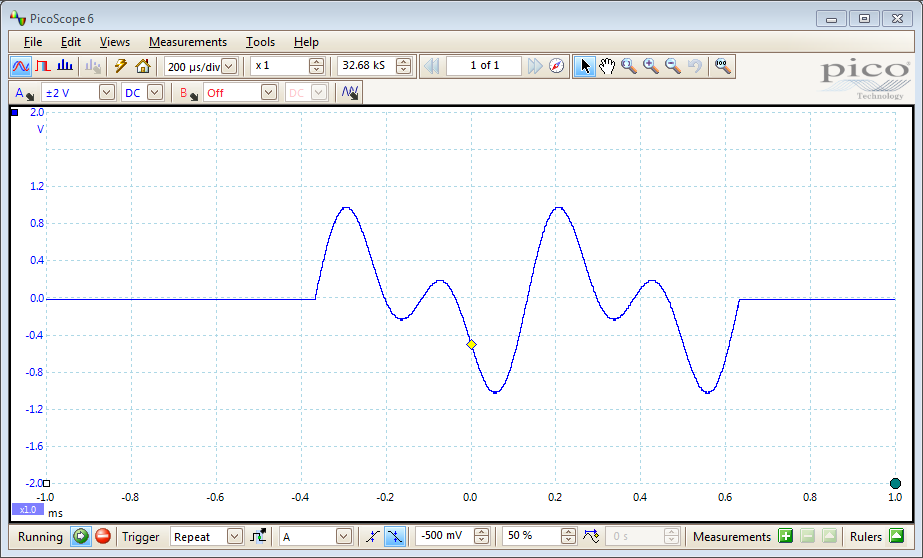 PicoScope 6
File Edit Views Measurements Tools Help
200 µs/div x 1 32.68 kS 1 of 1
pico
Technology
A ±2 V DC B Off DC
2.0
V
1.2
0.8
0.4
0.0
-0.4
-0.8
-1.2
-1.6
-2.0
-1.0 -0.8 -0.6 -0.4 -0.2 0.0 0.2 0.4 0.6 0.8 1.0
x1.0 ms
Running Trigger Repeat A -500 mV 50 % 0 s Measurements Rulers